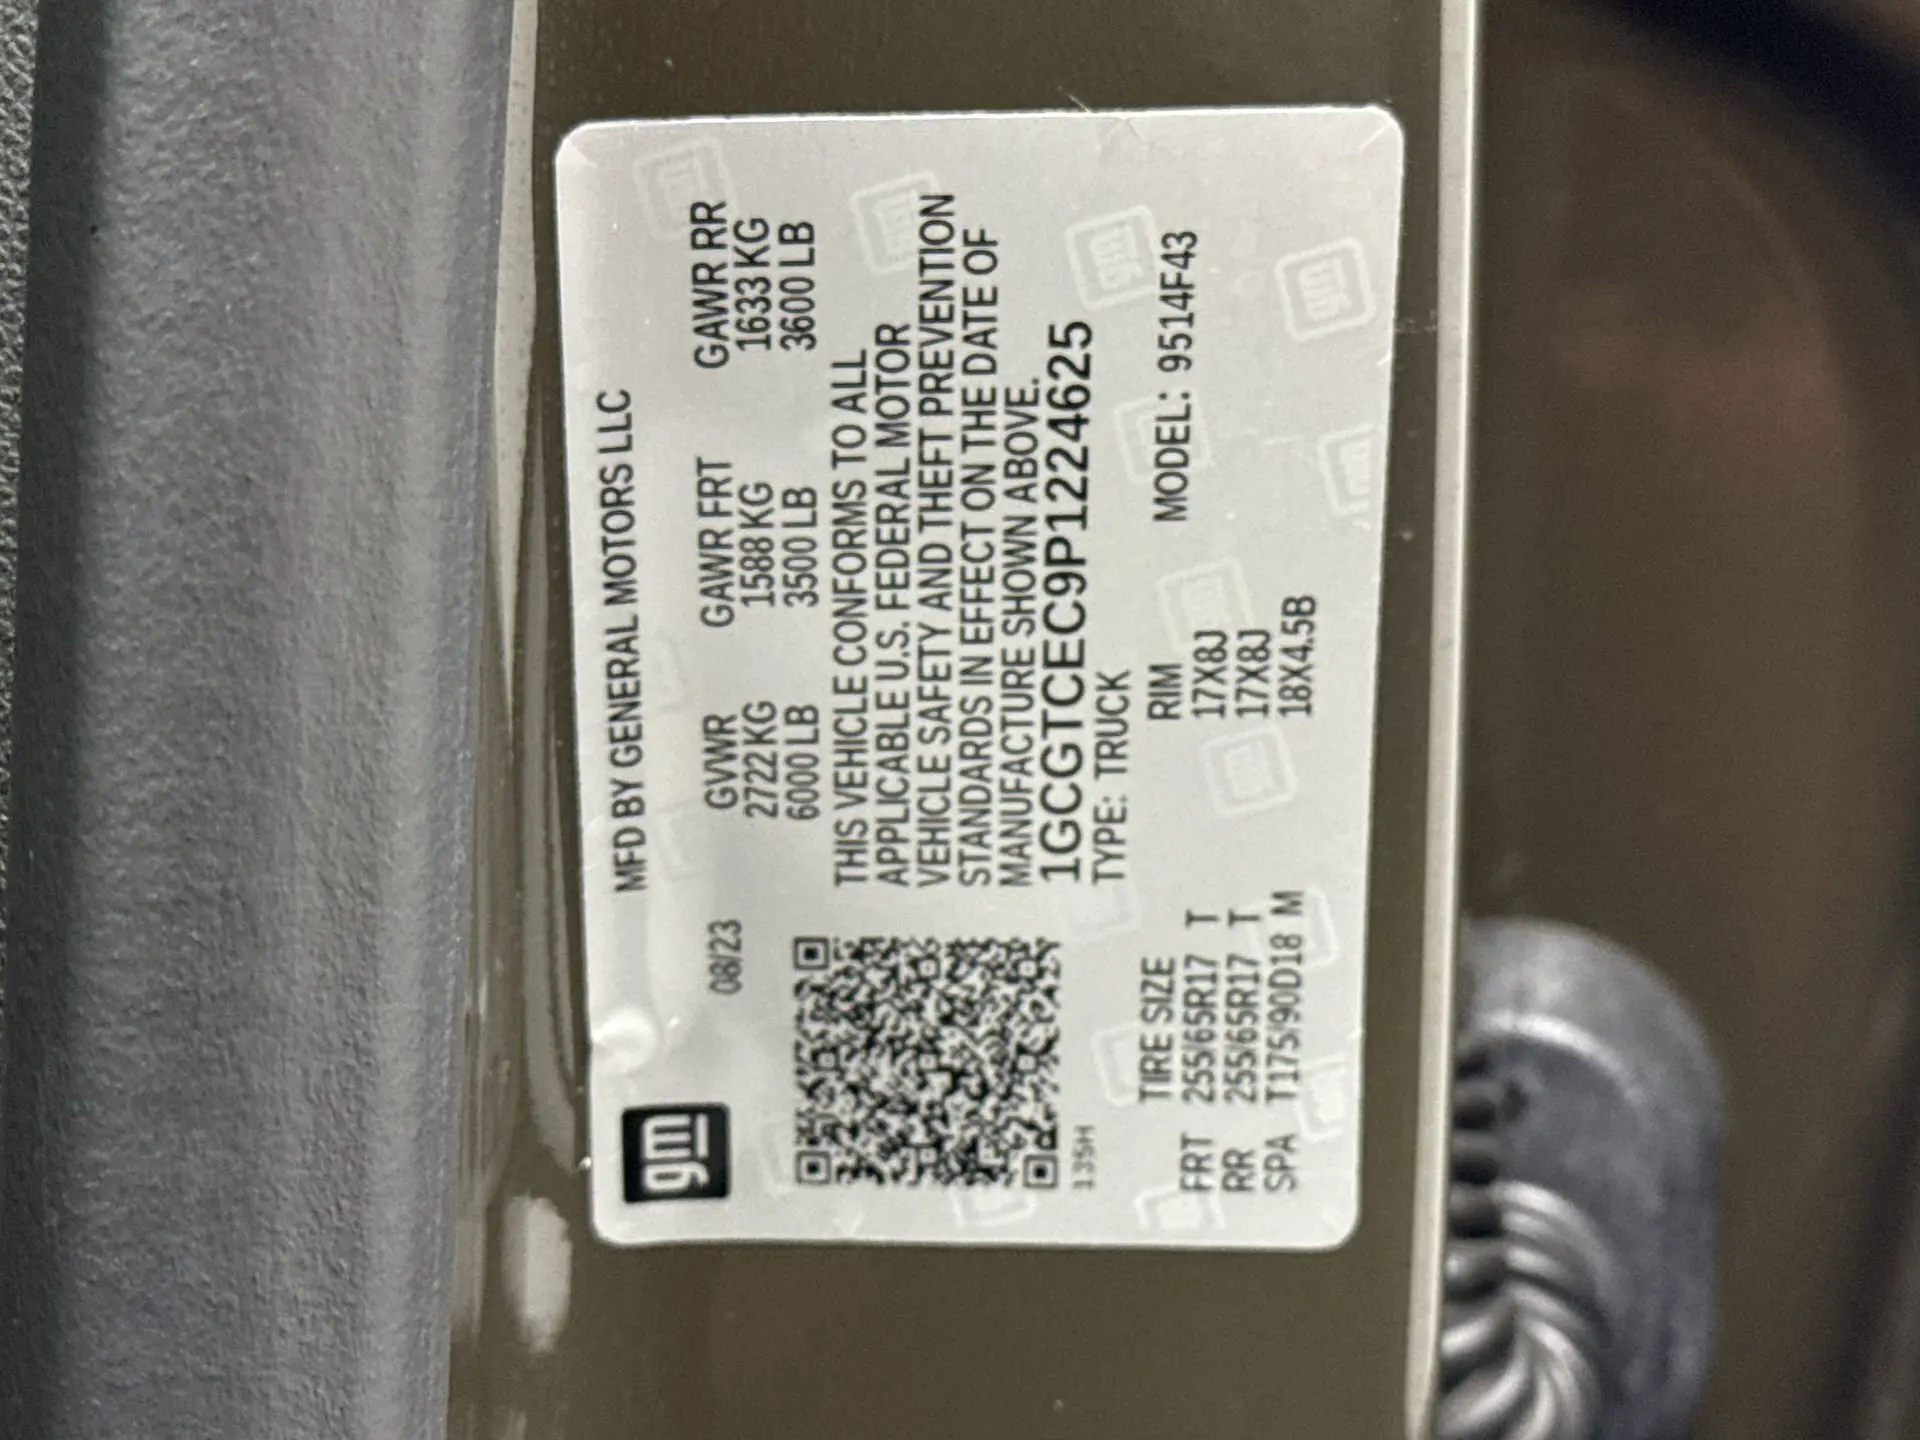 MFD BY GENERAL MOTORS LLC
gm
08/23
GVWR GAWR FRT GAWR RR
2722 KG 1588 KG 1633 KG
6000 LB 3500 LB 3600 LB
THIS VEHICLE CONFORMS TO ALL
APPLICABLE U.S. FEDERAL MOTOR
VEHICLE SAFETY AND THEFT PREVENTION
STANDARDS IN EFFECT ON THE DATE OF
MANUFACTURE SHOWN ABOVE.
1GCGTCEC9P1224625
135H TYPE: TRUCK
TIRE SIZE RIM MODEL: 9514F43
FRT 255/65R17 T 17X8J
RR 255/65R17 T 17X8J
SPA T175/90D18 M 18X4.5B